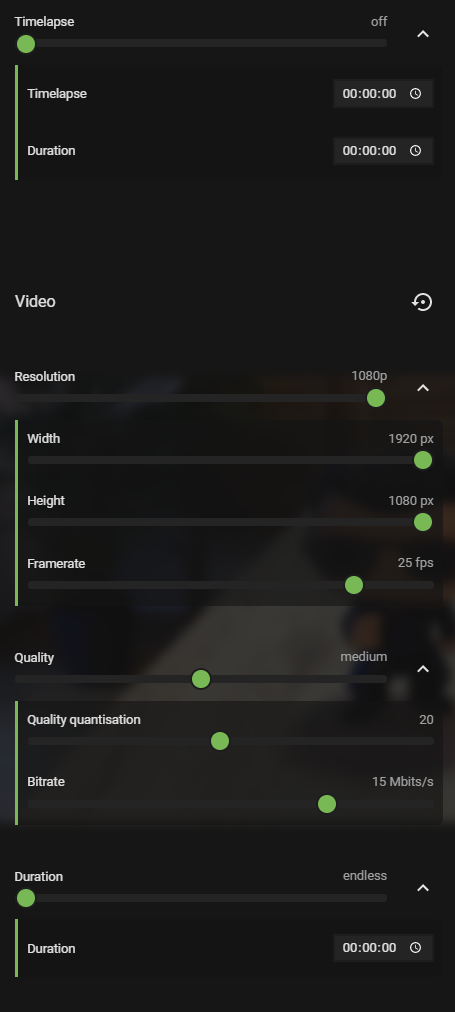 Timelapse off
Timelapse 00:00:00
Duration 00:00:00
Video
Resolution 1080p
Width 1920 px
Height 1080 px
Framerate 25 fps
Quality medium
Quality quantisation 20
Bitrate 15 Mbits/s
Duration endless
Duration 00:00:00